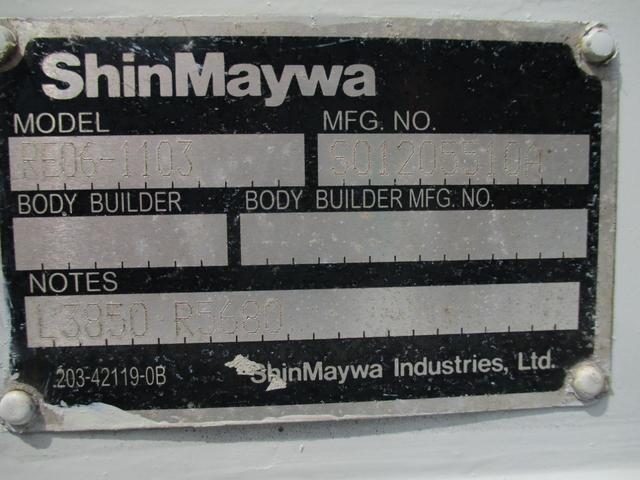 ShinMaywa
MODEL MFG. NO.
RE06-1103 S01205510A
BODY BUILDER BODY BUILDER MFG. NO.
NOTES
L3850 R5680
203-42119-0B ShinMaywa Industries, Ltd.